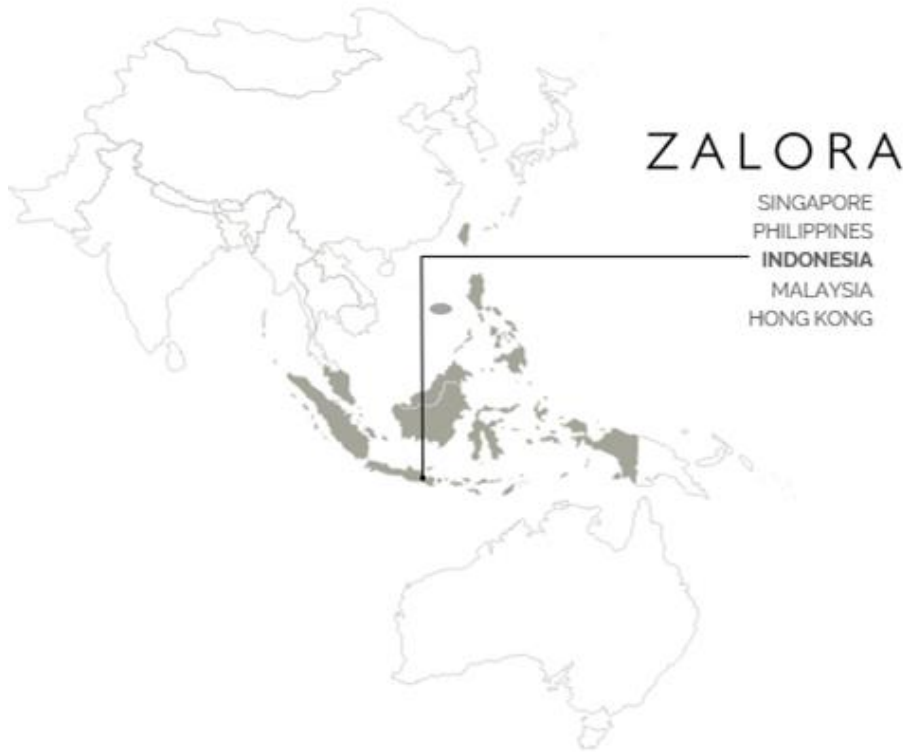 ZALORA
SINGAPORE
PHILIPPINES
INDONESIA
MALAYSIA
HONG KONG